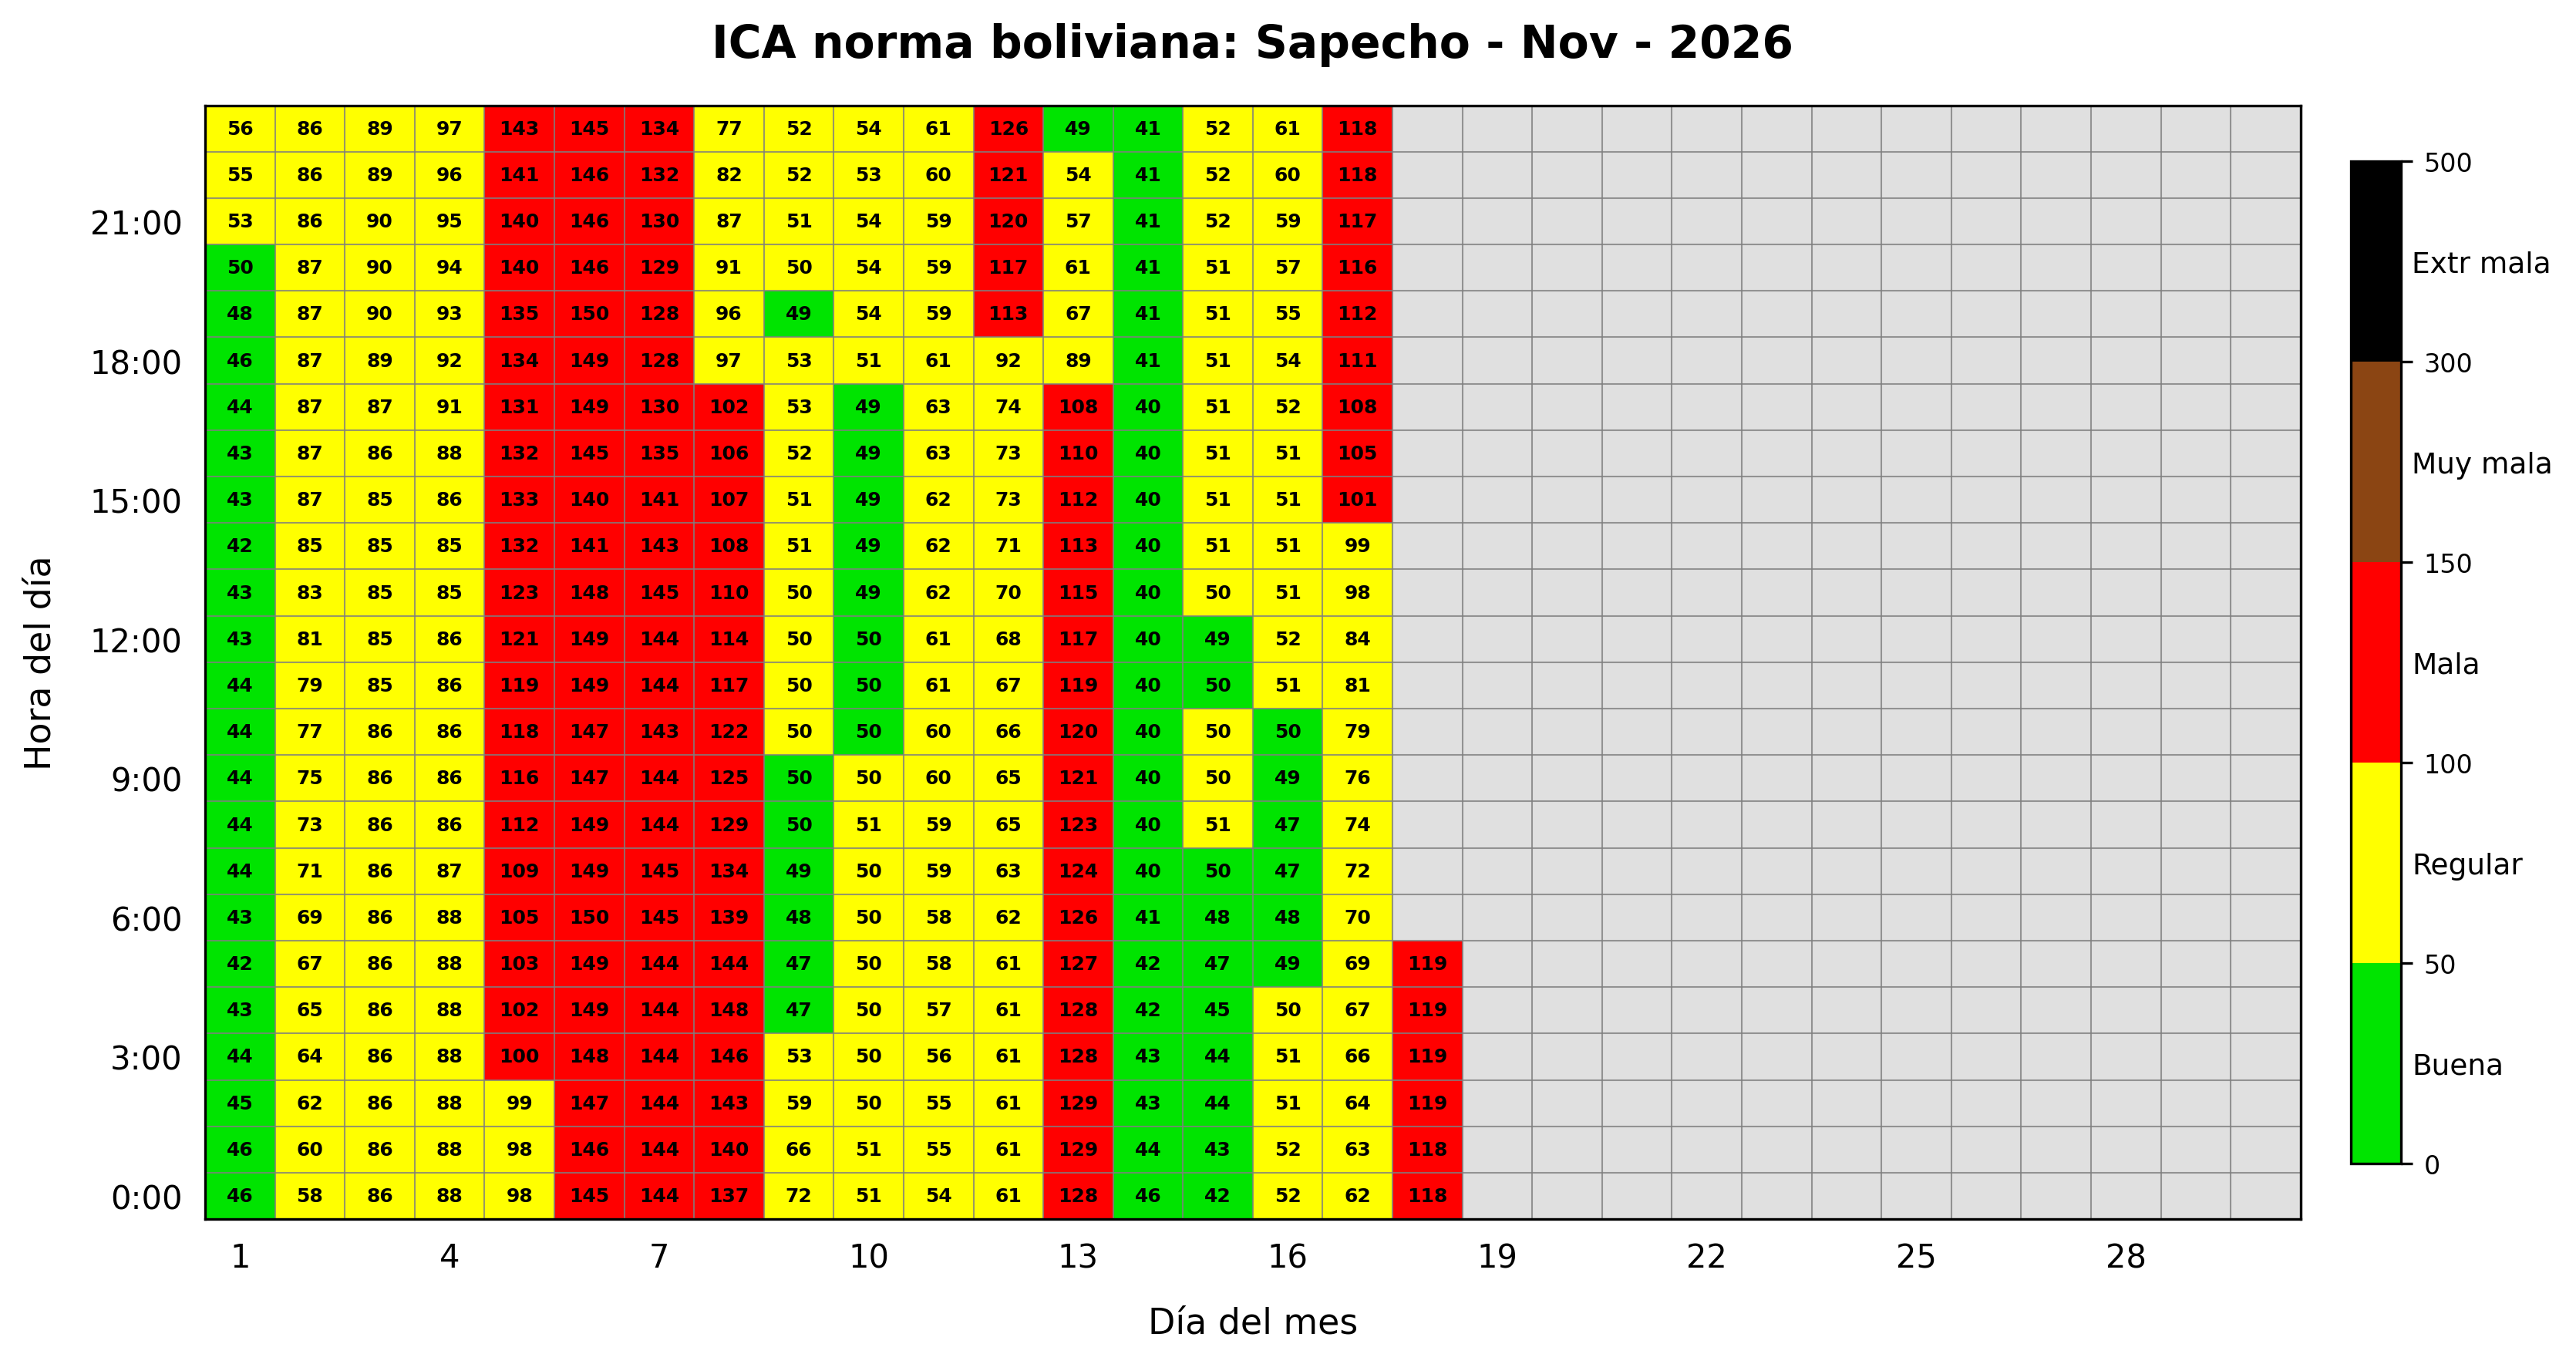 ICA norma boliviana: Sapecho - Nov - 2026
56 86 89 97 143 145 134 77 52 54 61 126 49 41 52 61 118
55 86 89 96 141 146 132 82 52 53 60 121 54 41 52 60 118
21:00 53 86 90 95 140 146 130 87 51 54 59 120 57 41 52 59 117
50 87 90 94 140 146 129 91 50 54 59 117 61 41 51 57 116
48 87 90 93 135 150 128 96 49 54 59 113 67 41 51 55 112
18:00 46 87 89 92 134 149 128 97 53 51 61 92 89 41 51 54 111
44 87 87 91 131 149 130 102 53 49 63 74 108 40 51 52 108
43 87 86 88 132 145 135 106 52 49 63 73 110 40 51 51 105
15:00 43 87 85 86 133 140 141 107 51 49 62 73 112 40 51 51 101
42 85 85 85 132 141 143 108 51 49 62 71 113 40 51 51 99
43 83 85 85 123 148 145 110 50 49 62 70 115 40 50 51 98
12:00 43 81 85 86 121 149 144 114 50 50 61 68 117 40 49 52 84
44 79 85 86 119 149 144 117 50 50 61 67 119 40 50 51 81
44 77 86 86 118 147 143 122 50 50 60 66 120 40 50 50 79
9:00 44 75 86 86 116 147 144 125 50 50 60 65 121 40 50 49 76
44 73 86 86 112 149 144 129 50 51 59 65 123 40 51 47 74
44 71 86 87 109 149 145 134 49 50 59 63 124 40 50 47 72
6:00 43 69 86 88 105 150 145 139 48 50 58 62 126 41 48 48 70
42 67 86 88 103 149 144 144 47 50 58 61 127 42 47 49 69 119
43 65 86 88 102 149 144 148 47 50 57 61 128 42 45 50 67 119
3:00 44 64 86 88 100 148 144 146 53 50 56 61 128 43 44 51 66 119
45 62 86 88 99 147 144 143 59 50 55 61 129 43 44 51 64 119
46 60 86 88 98 146 144 140 66 51 55 61 129 44 43 52 63 118
0:00 46 58 86 88 98 145 144 137 72 51 54 61 128 46 42 52 62 118
1 4 7 10 13 16 19 22 25 28
Hora del día
Día del mes
500
Extr mala
300
Muy mala
150
Mala
100
Regular
50
Buena
0